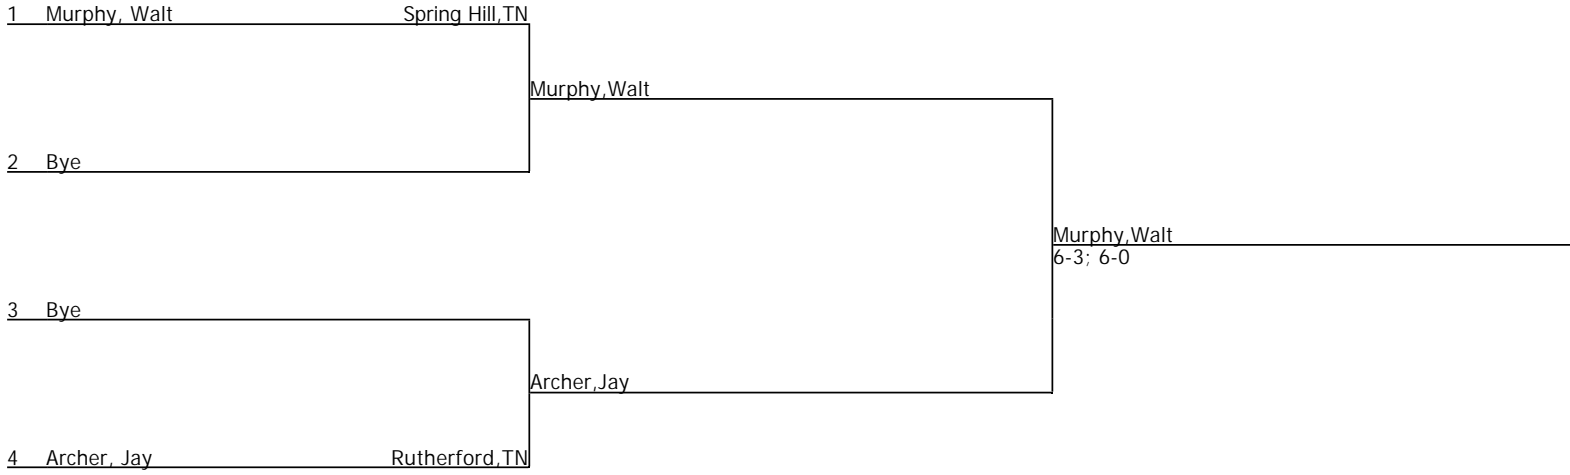 1 Murphy, Walt Spring Hill,TN
Murphy,Walt
2 Bye
Murphy,Walt
6-3; 6-0
3 Bye
Archer,Jay
4 Archer, Jay Rutherford,TN